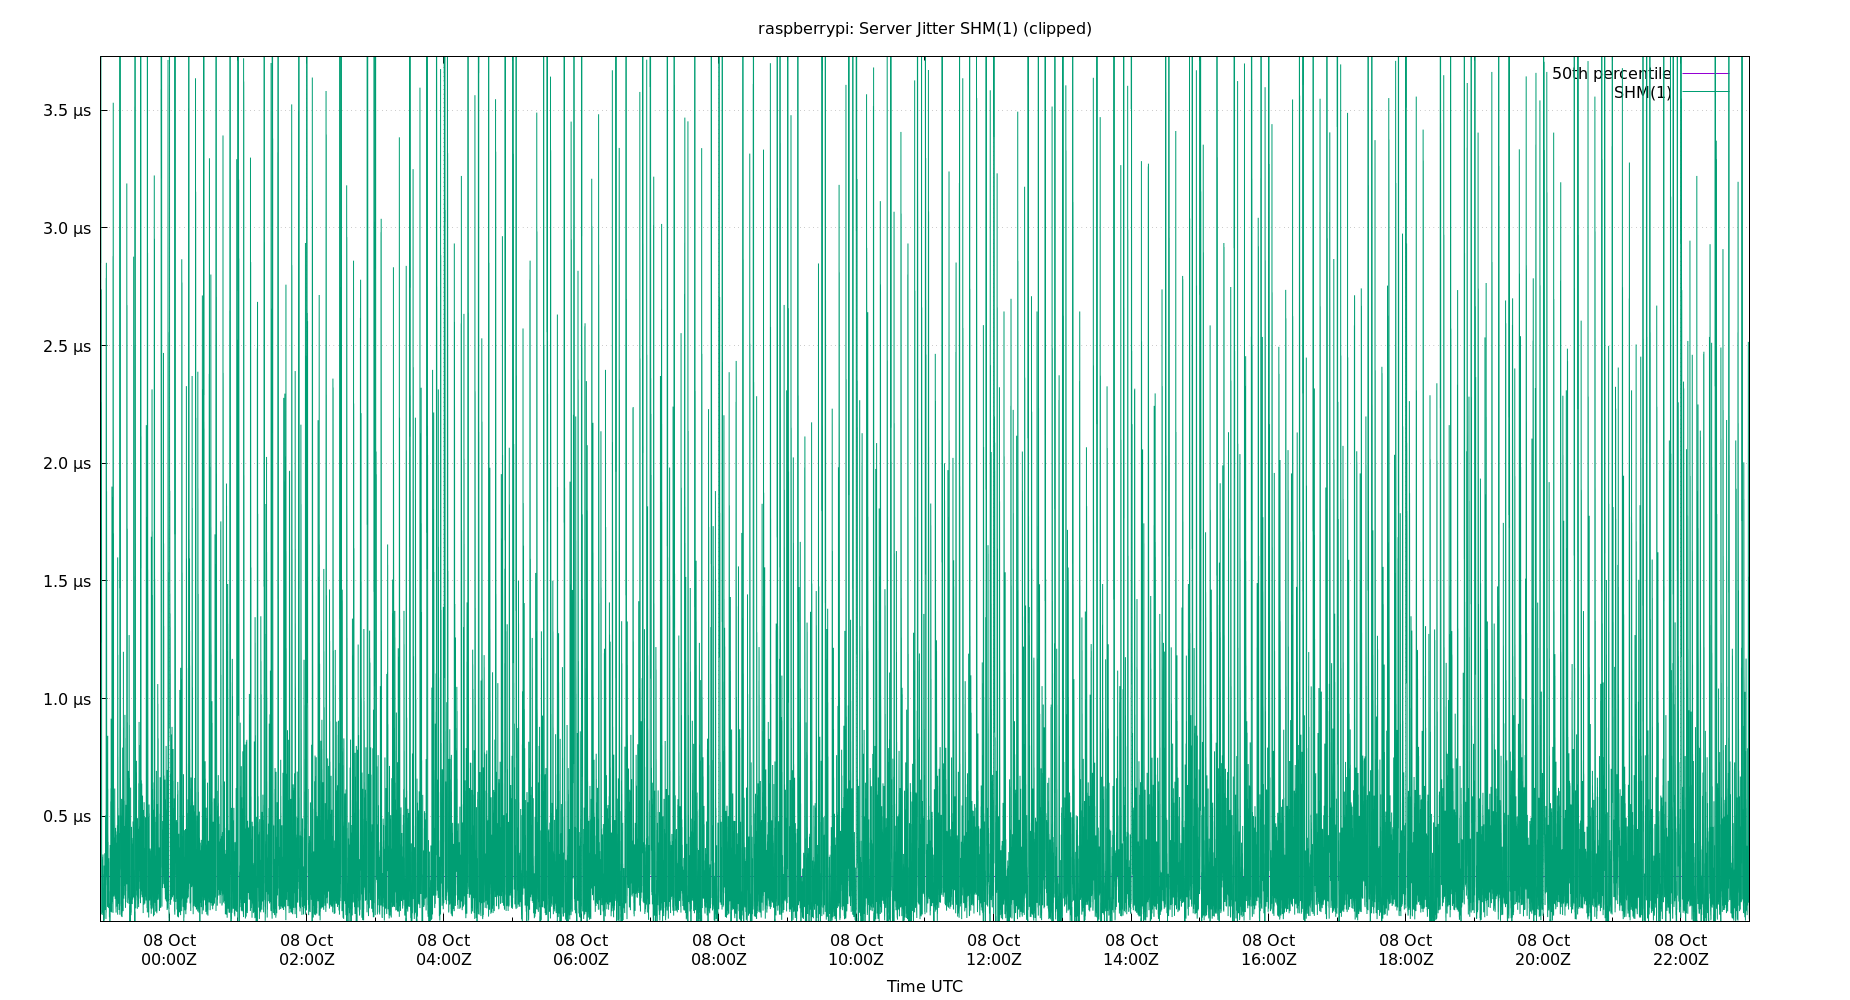 raspberrypi: Server Jitter SHM(1) (clipped)
50th percentile
SHM(1)
3.5 µs
3.0 µs
2.5 µs
2.0 µs
1.5 µs
1.0 µs
0.5 µs
08 Oct 08 Oct 08 Oct 08 Oct 08 Oct 08 Oct 08 Oct 08 Oct 08 Oct 08 Oct 08 Oct 08 Oct
00:00Z 02:00Z 04:00Z 06:00Z 08:00Z 10:00Z 12:00Z 14:00Z 16:00Z 18:00Z 20:00Z 22:00Z
Time UTC